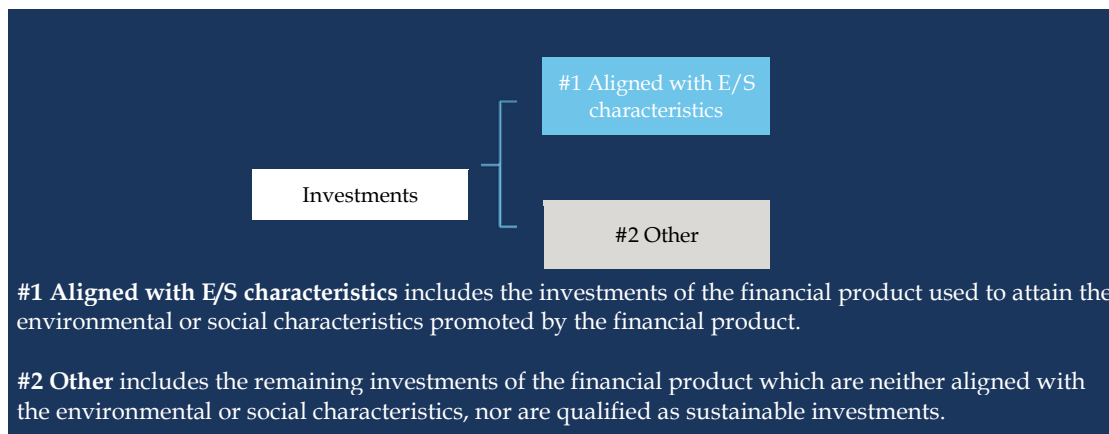 #1 Aligned with E/S
characteristics
Investments
#2 Other
#1 Aligned with E/S characteristics includes the investments of the financial product used to attain the
environmental or social characteristics promoted by the financial product.
#2 Other includes the remaining investments of the financial product which are neither aligned with
the environmental or social characteristics, nor are qualified as sustainable investments.